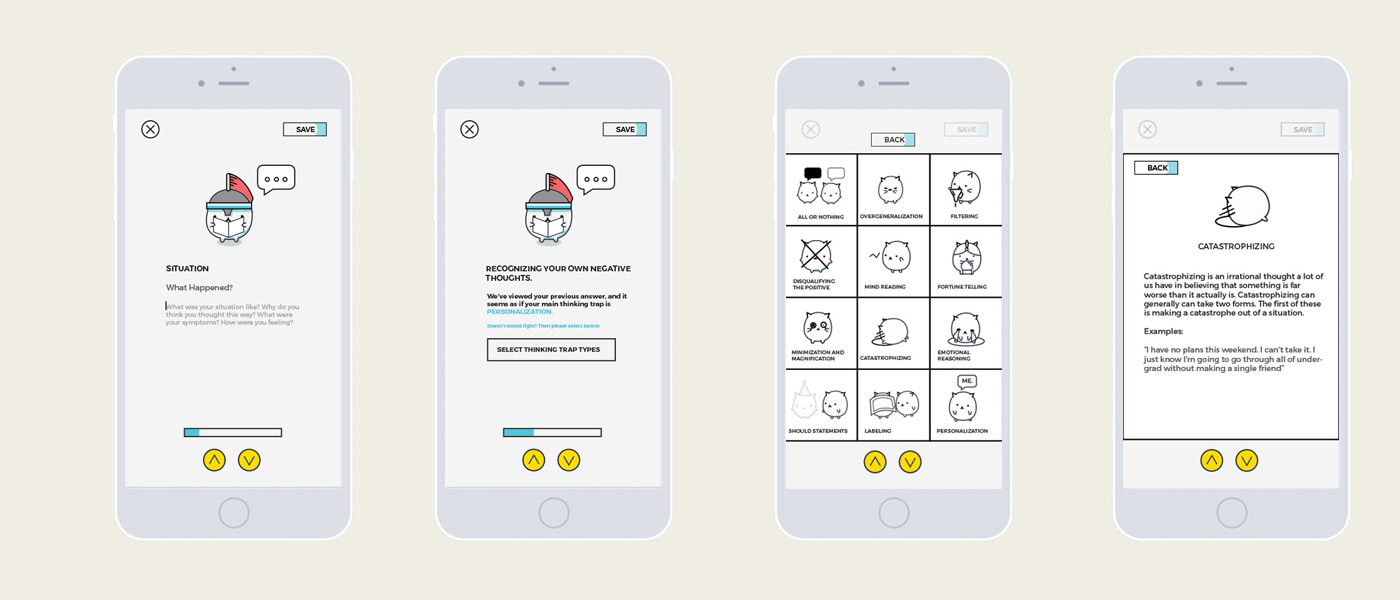 SAVE
SITUATION
What Happened?
What was your situation like? Why do you
think you thought this way? What were
your symptoms? How were you feeling?
SAVE
RECOGNIZING YOUR OWN NEGATIVE
THOUGHTS.
We've viewed your previous answer, and it
seems as if your main thinking trap is
PERSONALIZATION.
Doesn't sound right? Then please select below:
SELECT THINKING TRAP TYPES
SAVE
BACK
ALL OR NOTHING
OVERGENERALIZATION
FILTERING
DISQUALIFYING
THE POSITIVE
MIND READING
FORTUNE TELLING
MINIMIZATION AND
MAGNIFICATION
CATASTROPHIZING
EMOTIONAL
REASONING
ME.
SHOULD STATEMENTS
LABELING
PERSONALIZATION
SAVE
BACK
CATASTROPHIZING
Catastrophizing is an irrational thought a lot of
us have in believing that something is far
worse than it actually is. Catastrophizing can
generally can take two forms. The first of these
is making a catastrophe out of a situation.
Examples:
"I have no plans this weekend. I can't take it. I
just know I'm going to go through all of under-
grad without making a single friend"